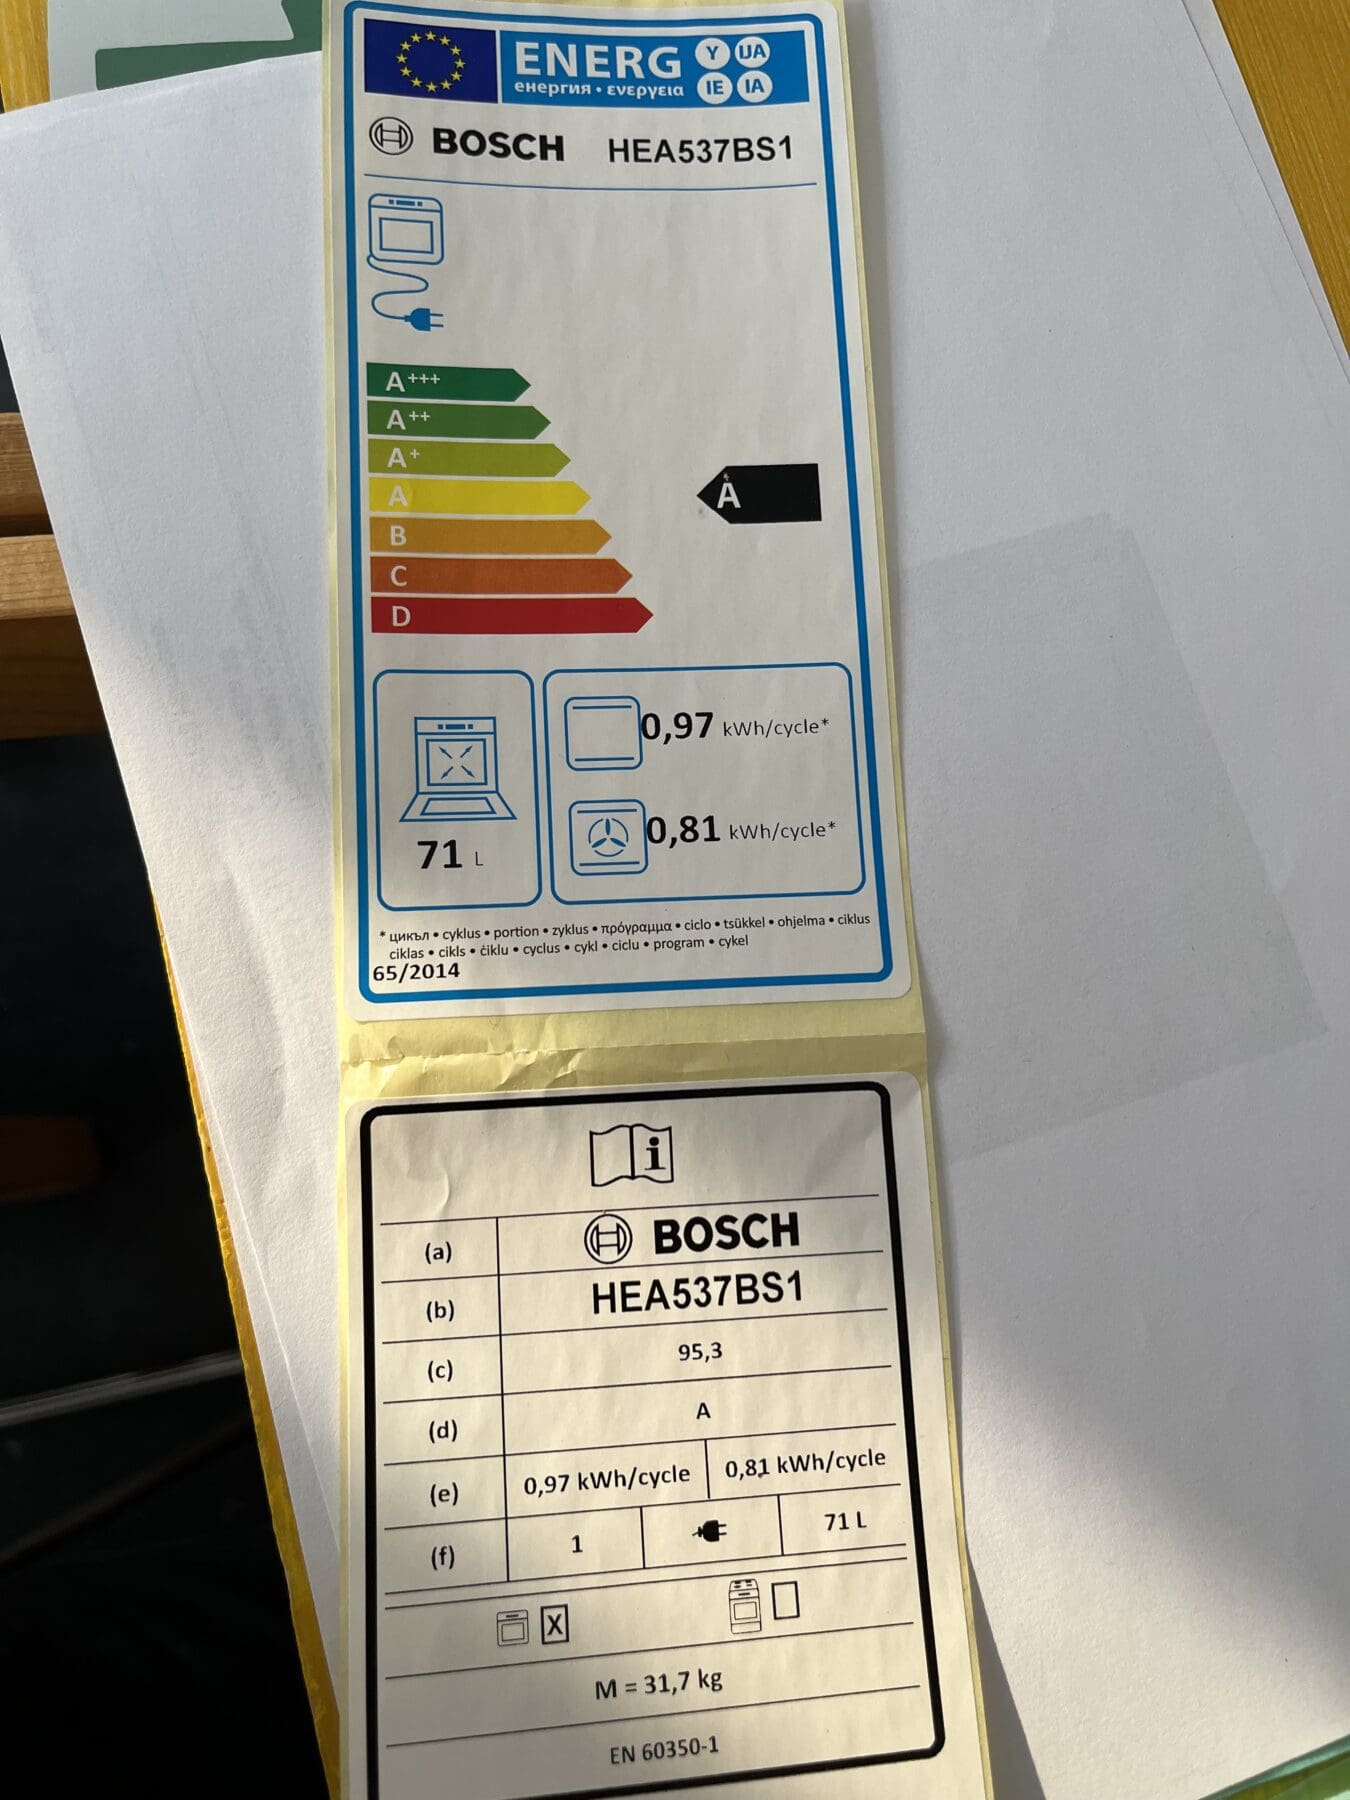 ENERG Y UA
енергия • ενεργεια IE IA
BOSCH HEA537BS1
A+++
A++
A+
A
A
B
C
D
0,97 kWh/cycle*
0,81 kWh/cycle*
71 L
* цикъл • cyklus • portion • zyklus • πρόγραμμα • ciclo • tsükkel • ohjelma • ciklus
ciklas • cikls • ċiklu • cyclus • cykl • ciclu • program • cykel
65/2014
i
(a) BOSCH
(b) HEA537BS1
(c) 95,3
(d) A
(e) 0,97 kWh/cycle 0,81 kWh/cycle
(f) 1 71 L
X
M = 31,7 kg
EN 60350-1